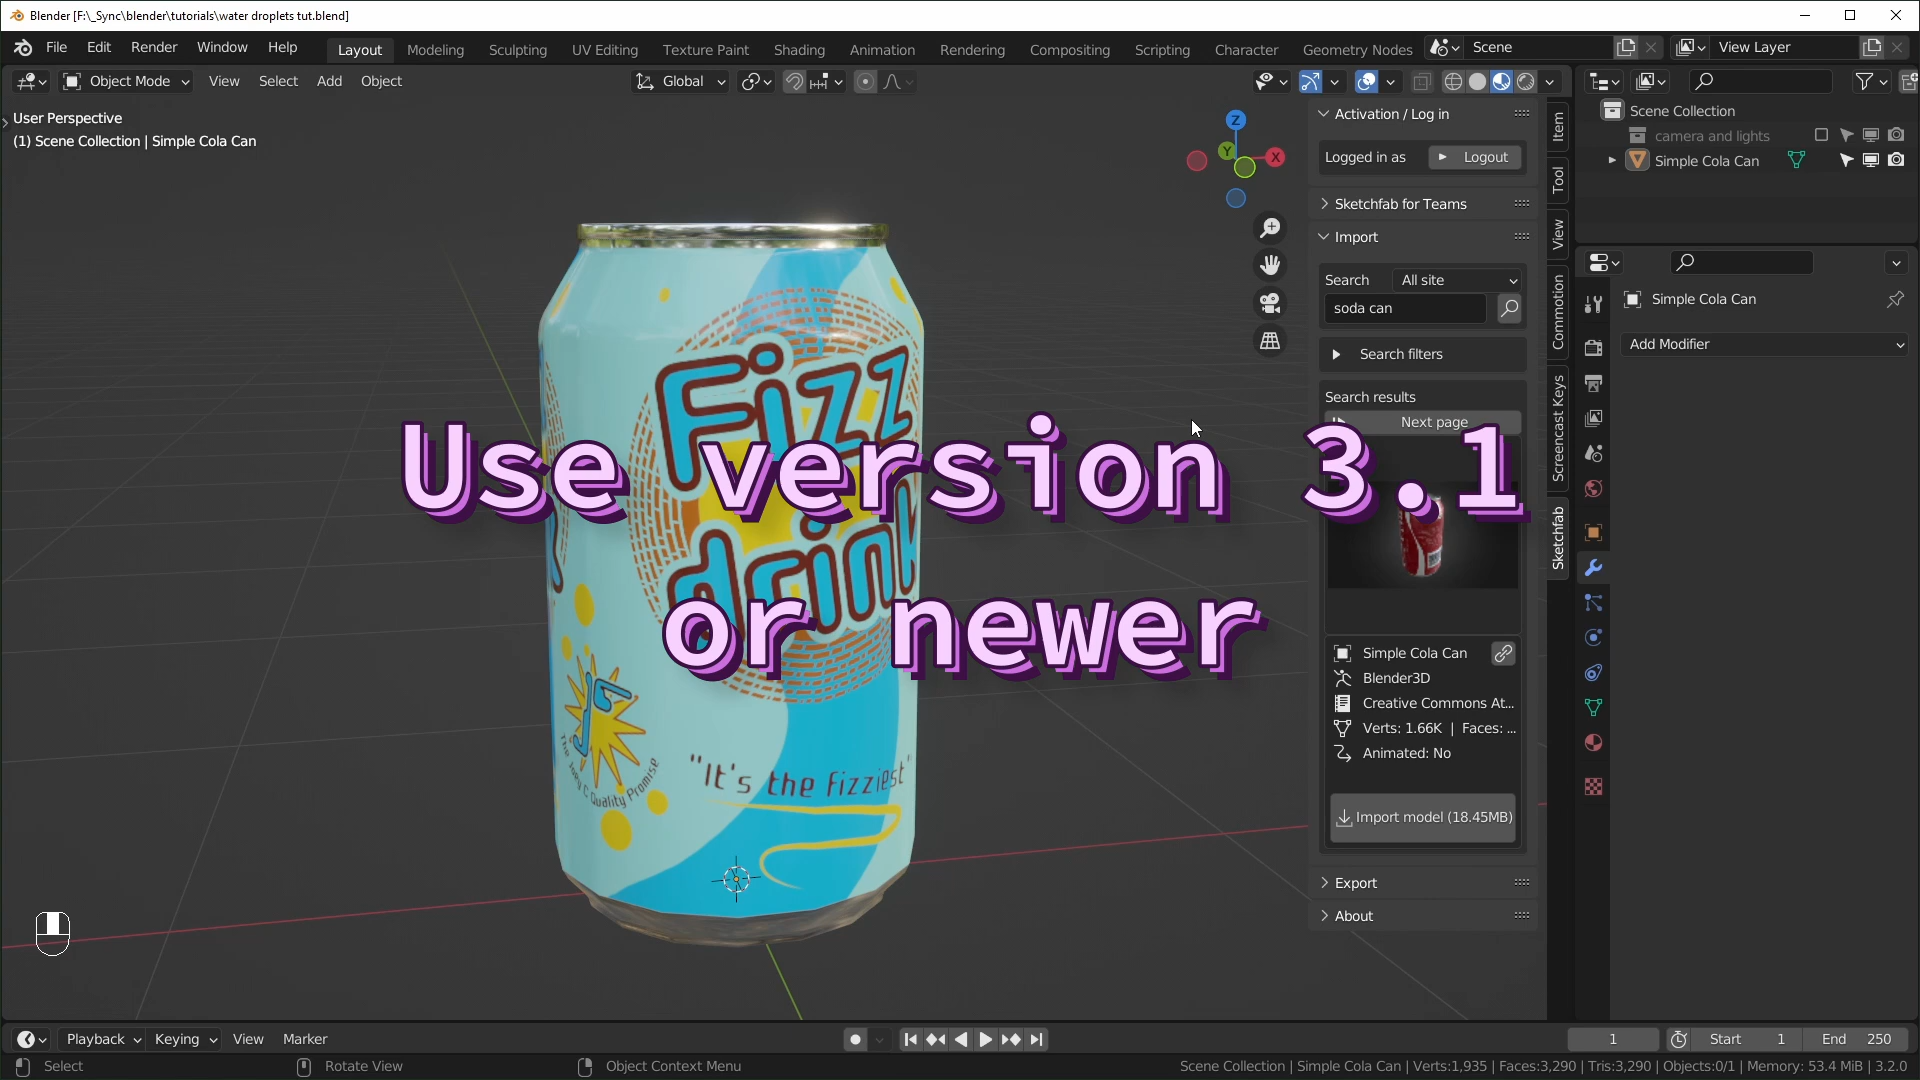 Blender [F:\_Sync\blender\tutorials\water droplets tut.blend]
File Edit Render Window Help Layout Modeling Sculpting UV Editing Texture Paint Shading Animation Rendering Compositing Scripting Character Geometry Nodes Scene View Layer
Object Mode View Select Add Object Global
User Perspective
(1) Scene Collection | Simple Cola Can
Z
Y
X
Activation / Log in
Logged in as Logout
Sketchfab for Teams
Import
Search All site
soda can
Search filters
Search results
Next page
Simple Cola Can
Blender3D
Creative Commons At...
Verts: 1.66K | Faces: ...
Animated: No
Import model (18.45MB)
Export
About
Item
Tool
View
Commotion
Screencast Keys
Sketchfab
Scene Collection
camera and lights
Simple Cola Can
Simple Cola Can
Add Modifier
Fizz
drink
"It's the fizziest"
The Joey C Quality Promise
Use version 3.1
or newer
Playback Keying View Marker 1 Start 1 End 250
Select Rotate View Object Context Menu Scene Collection | Simple Cola Can | Verts:1,935 | Faces:3,290 | Tris:3,290 | Objects:0/1 | Memory: 53.4 MiB | 3.2.0